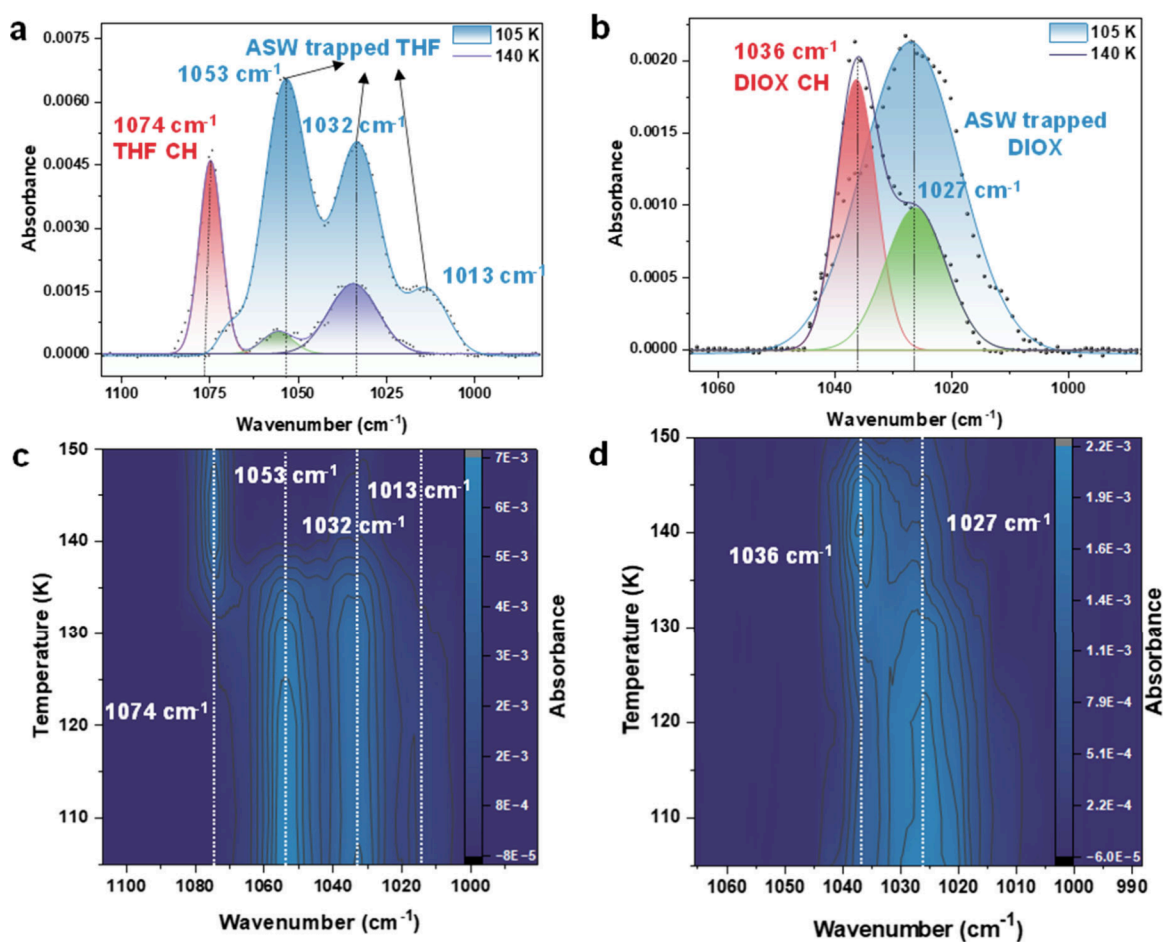 a
0.0075
0.0060
0.0045
0.0030
0.0015
0.0000
Absorbance
ASW trapped THF
1053 cm⁻¹
1032 cm⁻¹
1013 cm⁻¹
1074 cm⁻¹
THF CH
105 K
140 K
1100 1075 1050 1025 1000
Wavenumber (cm⁻¹)
b
0.0020
0.0015
0.0010
0.0005
0.0000
Absorbance
1036 cm⁻¹
DIOX CH
ASW trapped
DIOX
1027 cm⁻¹
105 K
140 K
1060 1040 1020 1000
Wavenumber (cm⁻¹)
c
150
140
130
120
110
Temperature (K)
1053 cm⁻¹
1013 cm⁻¹
1032 cm⁻¹
1074 cm⁻¹
7E−3
6E−3
5E−3
4E−3
3E−3
2E−3
2E−3
8E−4
−8E−5
Absorbance
1100 1080 1060 1040 1020 1000
Wavenumber (cm⁻¹)
d
150
140
130
120
110
Temperature (K)
1036 cm⁻¹
1027 cm⁻¹
2.2E−3
1.9E−3
1.6E−3
1.4E−3
1.1E−3
7.9E−4
5.1E−4
2.2E−4
−6.0E−5
Absorbance
1060 1050 1040 1030 1020 1010 1000 990
Wavenumber (cm⁻¹)